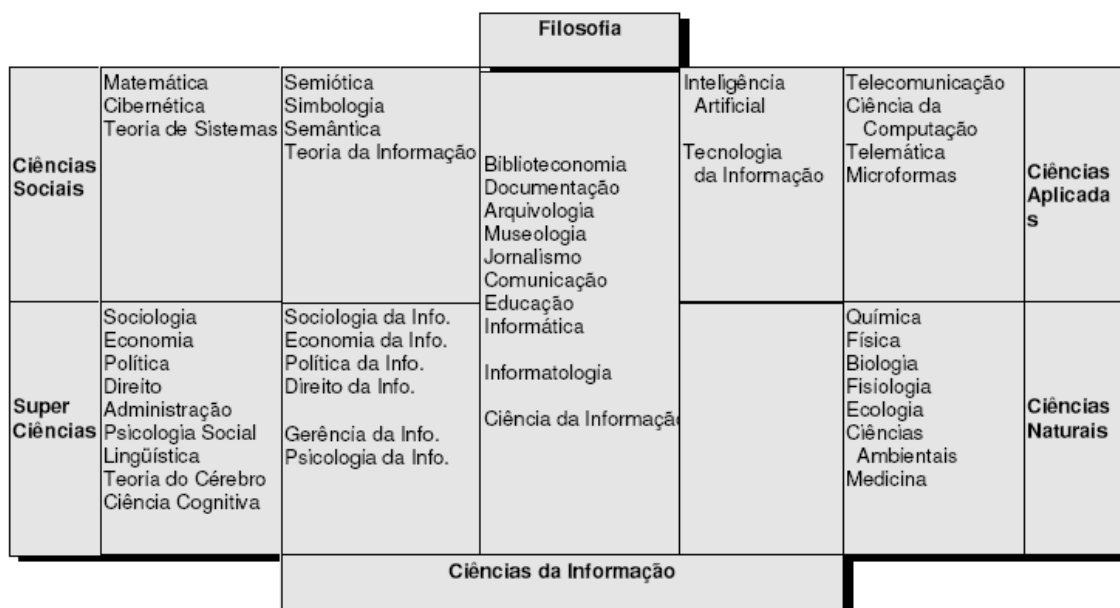 Filosofia
Ciências
Sociais
Matemática
Cibernética
Teoria de Sistemas
Semiótica
Simbologia
Semântica
Teoria da Informação
Biblioteconomia
Documentação
Arquivologia
Museologia
Jornalismo
Comunicação
Educação
Informática
Informatologia
Ciência da Informação
Inteligência
Artificial
Tecnologia
da Informação
Telecomunicação
Ciência da
Computação
Telemática
Microformas
Ciências
Aplicada
s
Super
Ciências
Sociologia
Economia
Política
Direito
Administração
Psicologia Social
Lingüística
Teoria do Cérebro
Ciência Cognitiva
Sociologia da Info.
Economia da Info.
Política da Info.
Direito da Info.
Gerência da Info.
Psicologia da Info.
Química
Física
Biologia
Fisiologia
Ecologia
Ciências
Ambientais
Medicina
Ciências
Naturais
Ciências da Informação